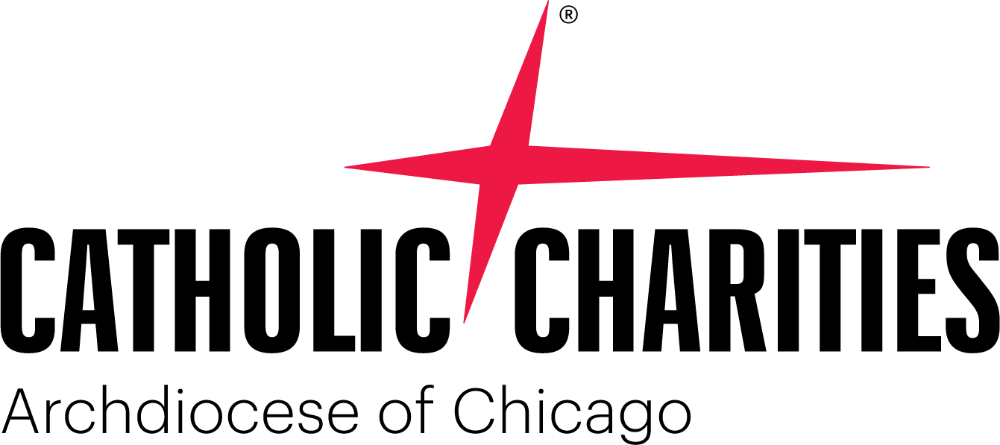 ®
CATHOLIC CHARITIES
Archdiocese of Chicago